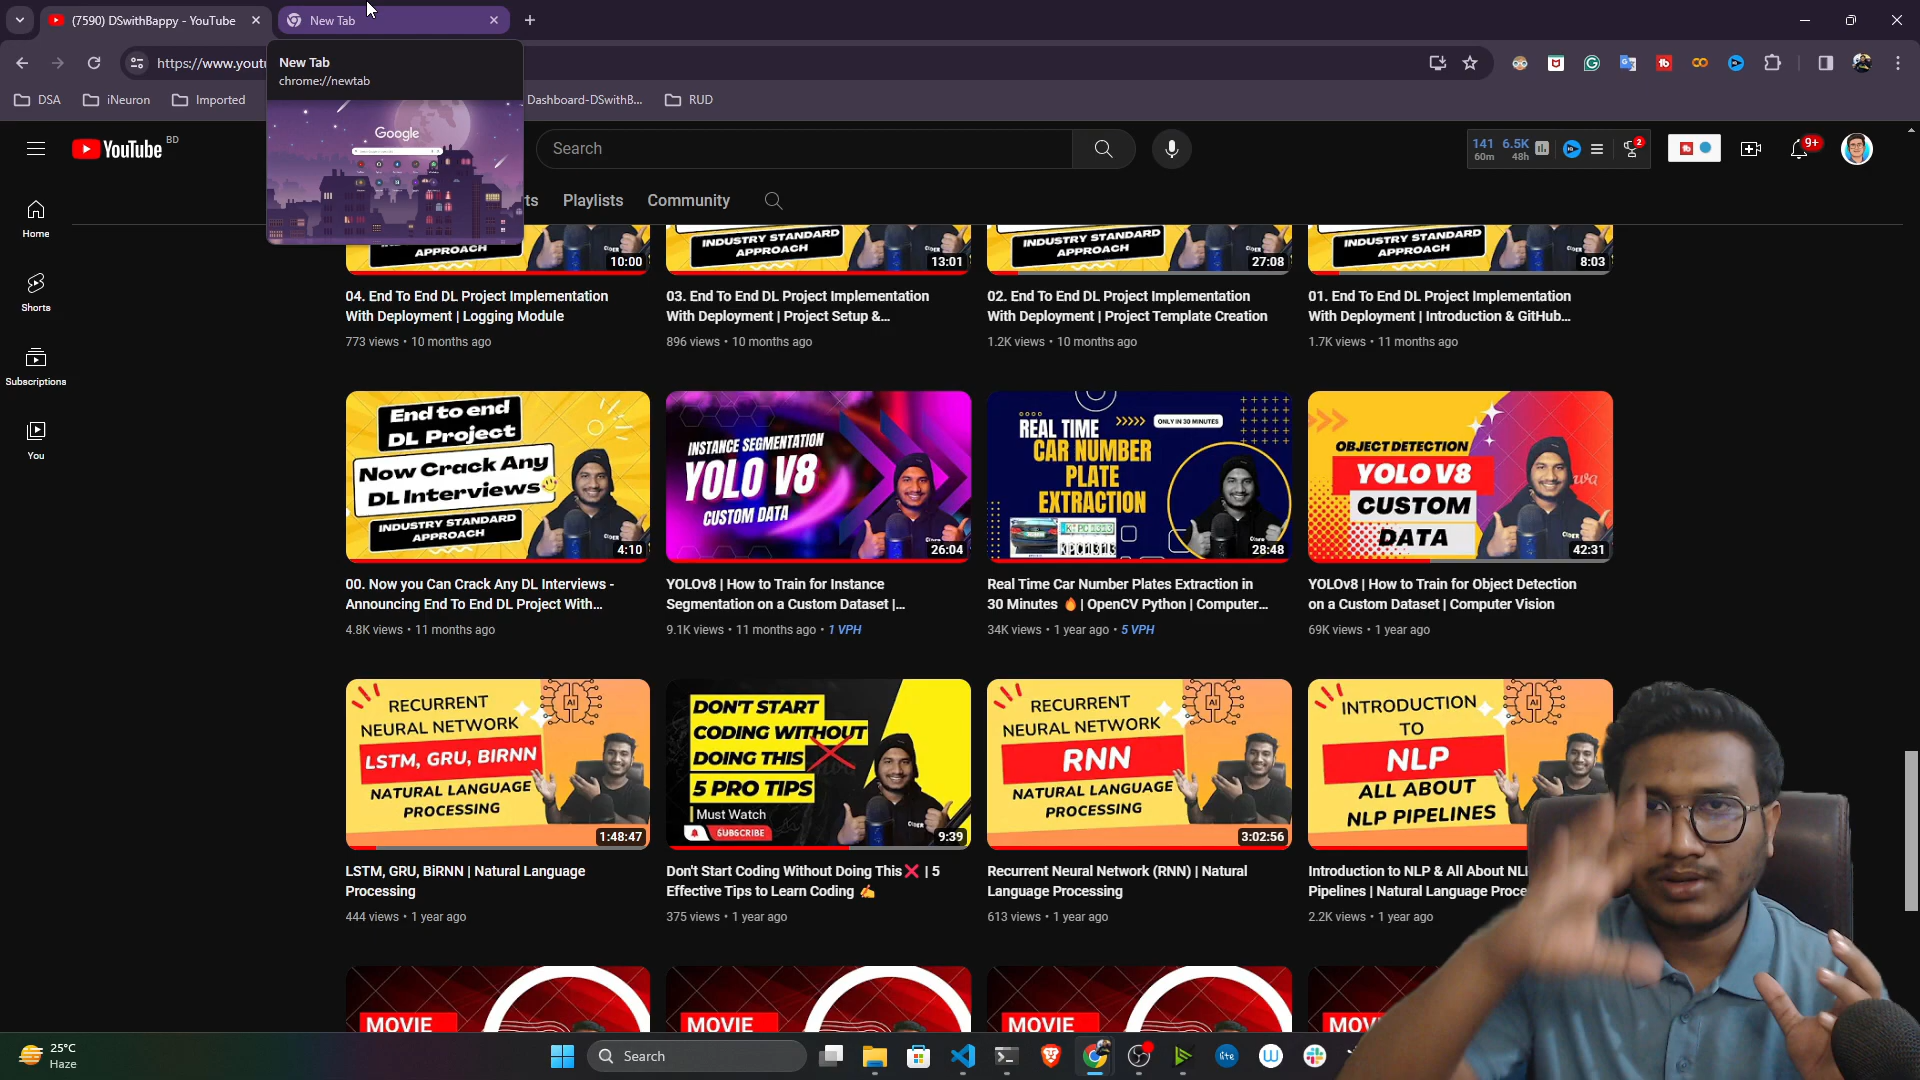 (7590) DSwithBappy - YouTube
New Tab
https://www.youtu
New Tab
chrome://newtab
Google
DSA
iNeuron
Imported
Dashboard-DSwithB...
RUD
YouTube BD
Search
141 6.5K
60m 48h
2
9+
ts
Playlists
Community
Home
Shorts
Subscriptions
You
APPROACH
10:00
INDUSTRY STANDARD
APPROACH
13:01
INDUSTRY STANDARD
APPROACH
27:08
INDUSTRY STANDARD
APPROACH
8:03
04. End To End DL Project Implementation
With Deployment | Logging Module
773 views • 10 months ago
03. End To End DL Project Implementation
With Deployment | Project Setup &...
896 views • 10 months ago
02. End To End DL Project Implementation
With Deployment | Project Template Creation
1.2K views • 10 months ago
01. End To End DL Project Implementation
With Deployment | Introduction & GitHub...
1.7K views • 11 months ago
End to end
DL Project
Now Crack Any
DL Interviews
INDUSTRY STANDARD
APPROACH
4:10
INSTANCE SEGMENTATION
YOLO V8
CUSTOM DATA
26:04
REAL TIME
ONLY IN 30 MINUTES
CAR NUMBER
PLATE
EXTRACTION
28:48
OBJECT DETECTION
YOLO V8
CUSTOM
DATA
42:31
00. Now you Can Crack Any DL Interviews -
Announcing End To End DL Project With...
4.8K views • 11 months ago
YOLOv8 | How to Train for Instance
Segmentation on a Custom Dataset |...
9.1K views • 11 months ago • 1 VPH
Real Time Car Number Plates Extraction in
30 Minutes 🔥 | OpenCV Python | Computer...
34K views • 1 year ago • 5 VPH
YOLOv8 | How to Train for Object Detection
on a Custom Dataset | Computer Vision
69K views • 1 year ago
RECURRENT
NEURAL NETWORK
LSTM, GRU, BIRNN
NATURAL LANGUAGE
PROCESSING
AI
1:48:47
DON'T START
CODING WITHOUT
DOING THIS
5 PRO TIPS
Must Watch
SUBSCRIBE
9:39
RECURRENT
NEURAL NETWORK
RNN
NATURAL LANGUAGE
PROCESSING
AI
3:02:56
INTRODUCTION
TO
NLP
ALL ABOUT
NLP PIPELINES
AI
LSTM, GRU, BiRNN | Natural Language
Processing
444 views • 1 year ago
Don't Start Coding Without Doing This❌ | 5
Effective Tips to Learn Coding ✍️
375 views • 1 year ago
Recurrent Neural Network (RNN) | Natural
Language Processing
613 views • 1 year ago
Introduction to NLP & All About NL
Pipelines | Natural Language Proce
2.2K views • 1 year ago
MOVIE
MOVIE
MOVIE
MOV
25°C
Haze
Search
lite